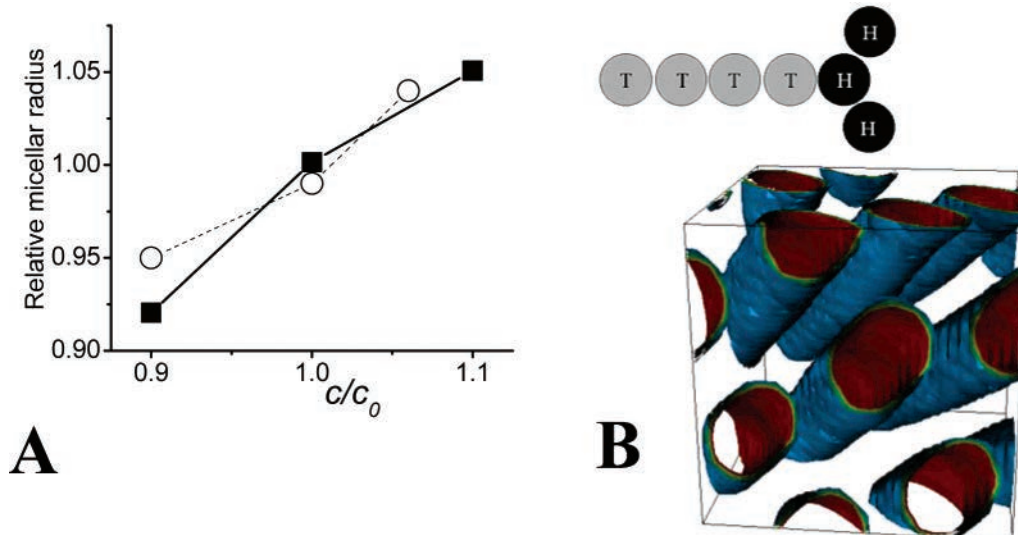 Relative micellar radius
1.05
1.00
0.95
0.90
0.9
1.0
1.1
c/c₀
A
H
T T T T H
H
B